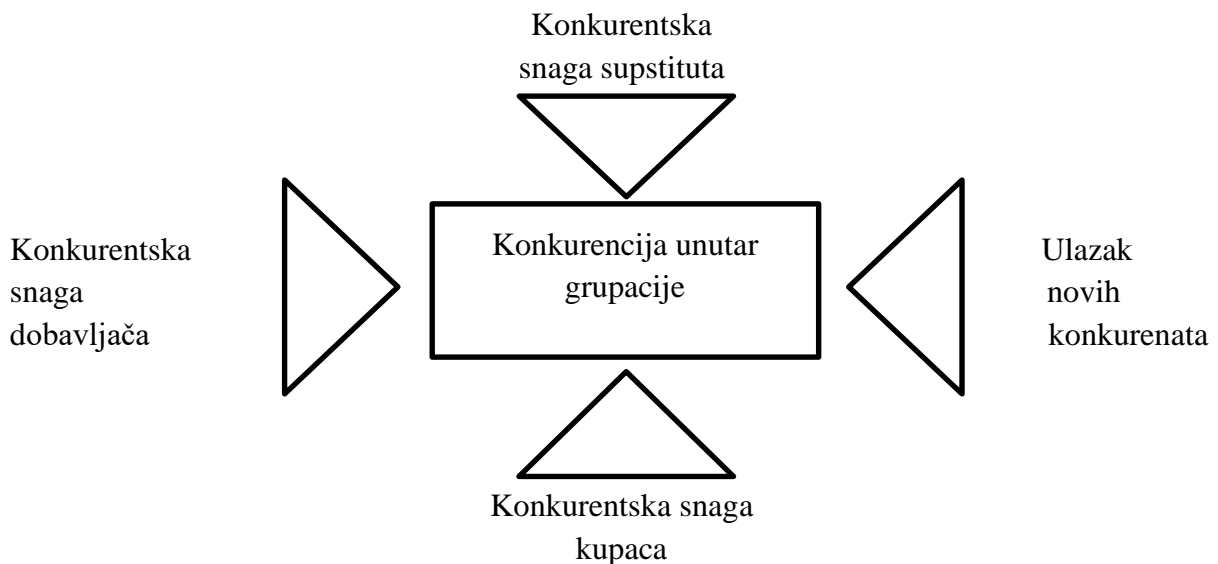 Konkurentska
snaga supstituta
Konkurentska
snaga
dobavljača
Konkurencija unutar
grupacije
Ulazak
novih
konkurenata
Konkurentska snaga
kupaca